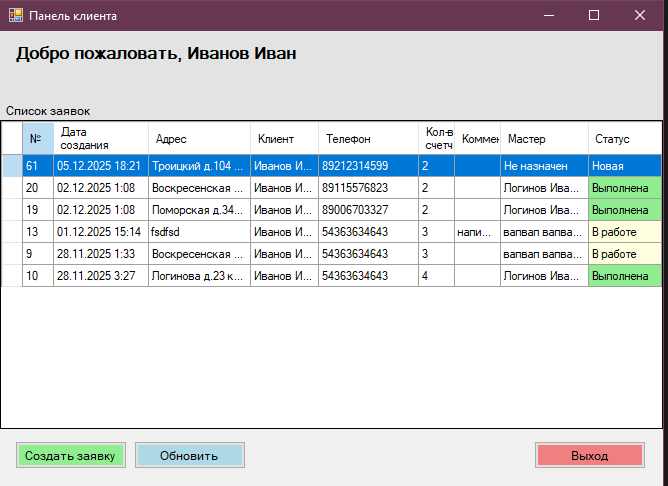 Панель клиента
Добро пожаловать, Иванов Иван
Список заявок
№ Дата создания Адрес Клиент Телефон Кол-в счетч Коммен Мастер Статус
61 05.12.2025 18:21 Троицкий д.104 ... Иванов И... 89212314599 2 Не назначен Новая
20 02.12.2025 1:08 Воскресенская ... Иванов И... 89115576823 2 Логинов Ива... Выполнена
19 02.12.2025 1:08 Поморская д.34... Иванов И... 89006703327 2 Логинов Ива... Выполнена
13 01.12.2025 15:14 fsdfsd Иванов И... 54363634643 3 напи... вапвап вапва... В работе
9 28.11.2025 1:33 Воскресенская ... Иванов И... 54363634643 3 вапвап вапва... В работе
10 28.11.2025 3:27 Логинова д.23 к... Иванов И... 54363634643 4 Логинов Ива... Выполнена
Создать заявку Обновить Выход